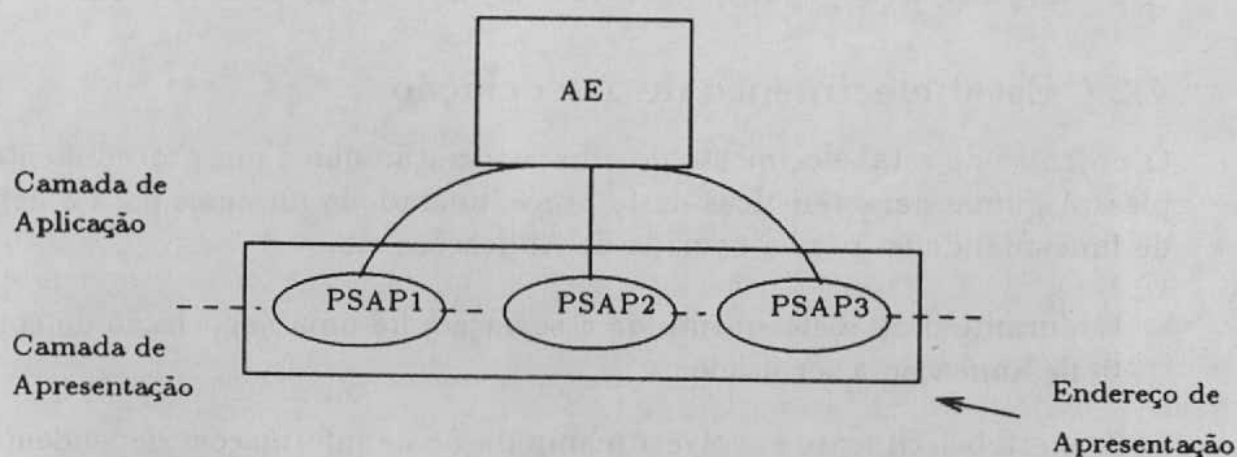 AE
Camada de
Aplicação
PSAP1
PSAP2
PSAP3
Camada de
Apresentação
Endereço de
Apresentação